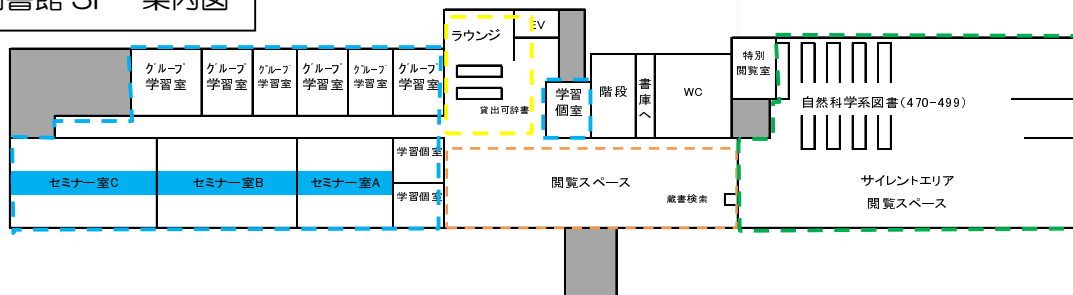 書館 3F 案内図
ラウンジ
EV
グループ
学習室
グループ
学習室
グループ
学習室
グループ
学習室
グループ
学習室
グループ
学習室
貸出可辞書
学習
個室
階段
書庫へ
WC
特別
閲覧室
自然科学系図書(470-499)
学習個室
セミナー室C
セミナー室B
セミナー室A
学習個室
閲覧スペース
蔵書検索
サイレントエリア
閲覧スペース